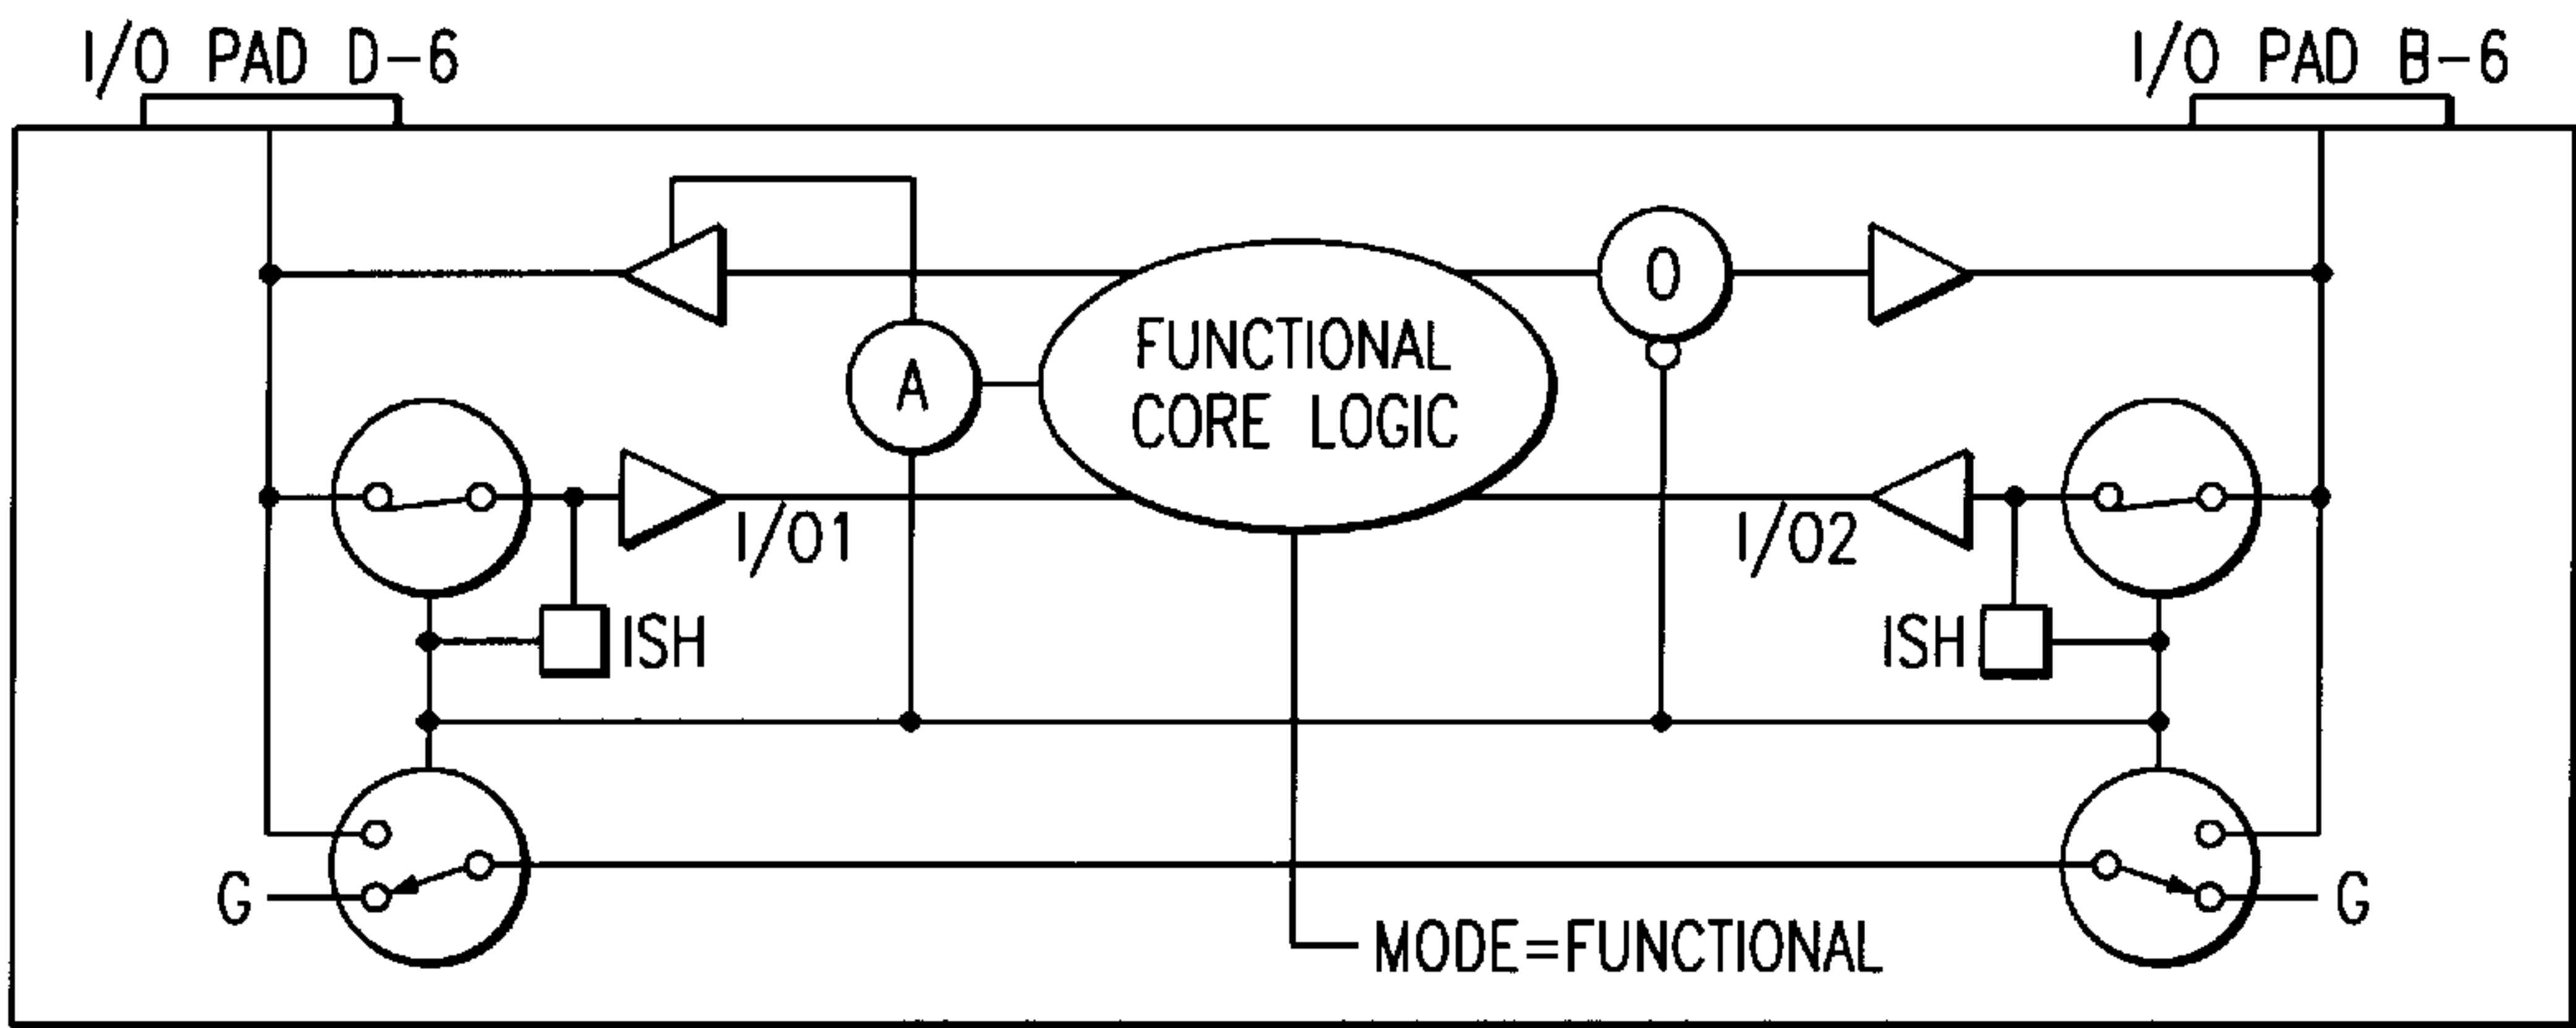 I/O PAD D-6
I/O PAD B-6
O
FUNCTIONAL
CORE LOGIC
A
I/O1
I/O2
ISH
ISH
G
G
MODE=FUNCTIONAL